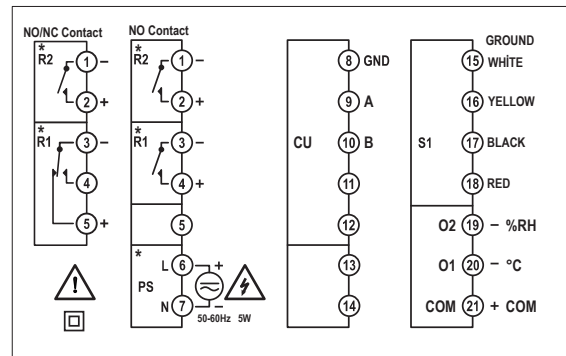 NO/NC Contact
* R2
1 −
2 +
* R1
3 −
4
5 +
NO Contact
* R2
1 −
2 +
* R1
3 −
4 +
5
*
PS
L 6 +
N 7 −
50-60Hz 5W
CU
8 GND
9 A
10 B
11
12
13
14
GROUND
S1
15 WHİTE
16 YELLOW
17 BLACK
18 RED
O2 19 − %RH
O1 20 − °C
COM 21 + COM